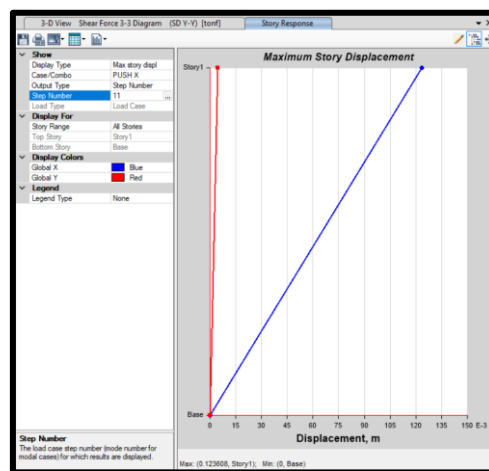 3-D View Shear Force 3-3 Diagram (SD Y-Y) [tonf]
Story Response
Show
Display Type Max story displ
Case/Combo PUSH X
Output Type Step Number
Step Number 11 ...
Load Type Load Case
Display For
Story Range All Stories
Top Story Story1
Bottom Story Base
Display Colors
Global X Blue
Global Y Red
Legend
Legend Type None
Step Number
The load case step number (mode number for
modal cases) for which results are displayed.
Maximum Story Displacement
Story1
Base
0 15 30 45 60 75 90 105 120 135 150 E-3
Displacement, m
Max: (0.123608, Story1); Min: (0, Base)